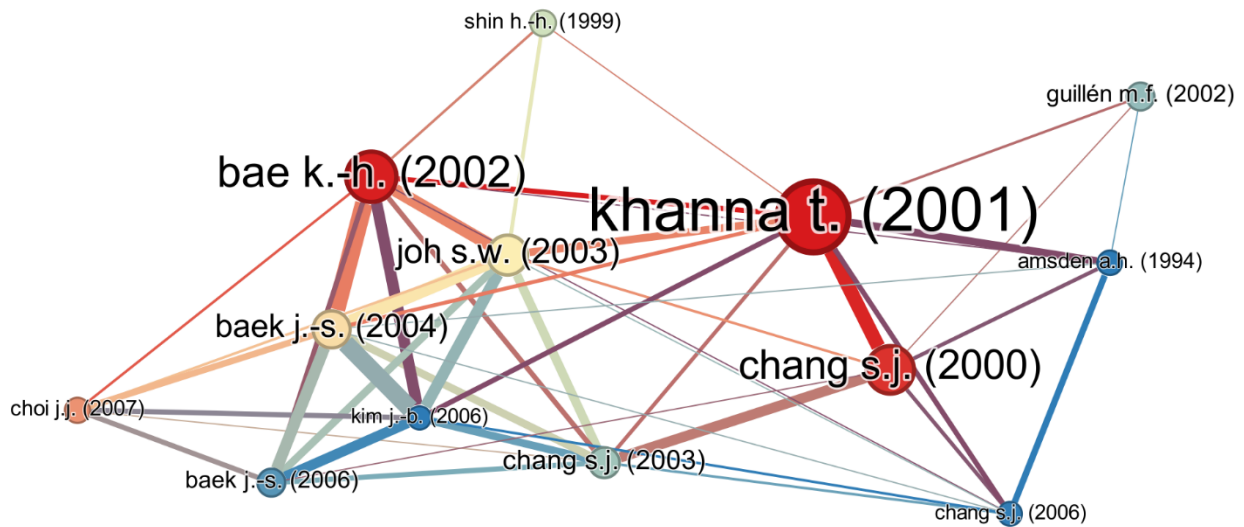 shin h.-h. (1999)
guillén m.f. (2002)
bae k.-h. (2002)
khanna t. (2001)
joh s.w. (2003)
amsden a.h. (1994)
baek j.-s. (2004)
chang s.j. (2000)
choi j.j. (2007)
kim j.-b. (2006)
chang s.j. (2003)
baek j.-s. (2006)
chang s.j. (2006)